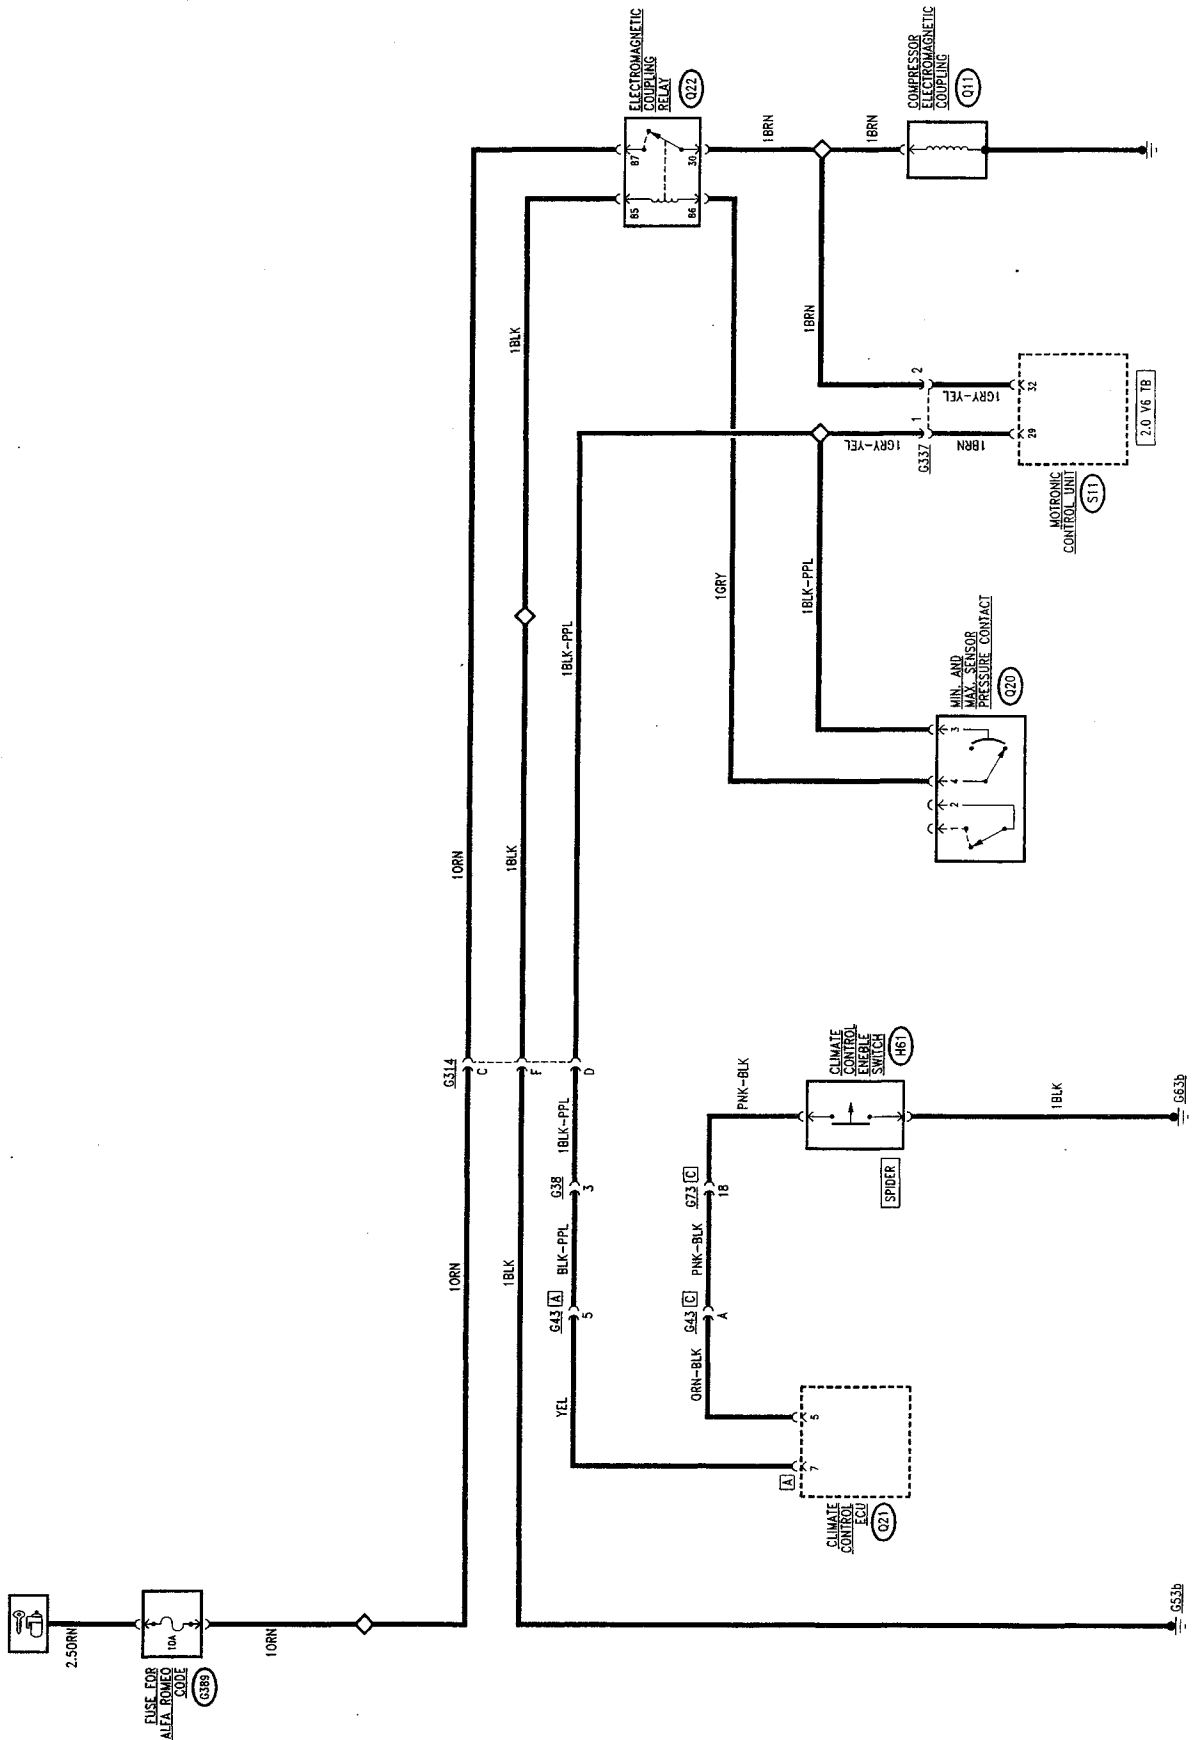 2.5ORN
FUSE FOR
ALFA ROMEO
CODE
G389
10A
1ORN
1ORN
1ORN
G314
C
F
D
1BLK
1BLK
1BLK
G53b
CLIMATE
CONTROL
ECU
Q21
A
7
5
YEL
G43 A
5
BLK-PPL
G38
3
1BLK-PPL
1BLK-PPL
ORN-BLK
G43 C
A
PNK-BLK
G73 C
18
PNK-BLK
CLIMATE
CONTROL
ENEBLE
SWITCH
H61
SPIDER
1BLK
G63b
MIN. AND
MAX. SENSOR
PRESSURE CONTACT
Q20
1
2
4
3
1GRY
1BLK-PPL
MOTRONIC
CONTROL UNIT
S11
2.0 V6 TB
29
32
G337
1
2
1GRY-YEL
1BRN
1GRY-YEL
1BRN
ELECTROMAGNETIC
COUPLING
RELAY
Q22
85
87
86
30
1BRN
1BRN
COMPRESSOR
ELECTROMAGNETIC
COUPLING
Q11